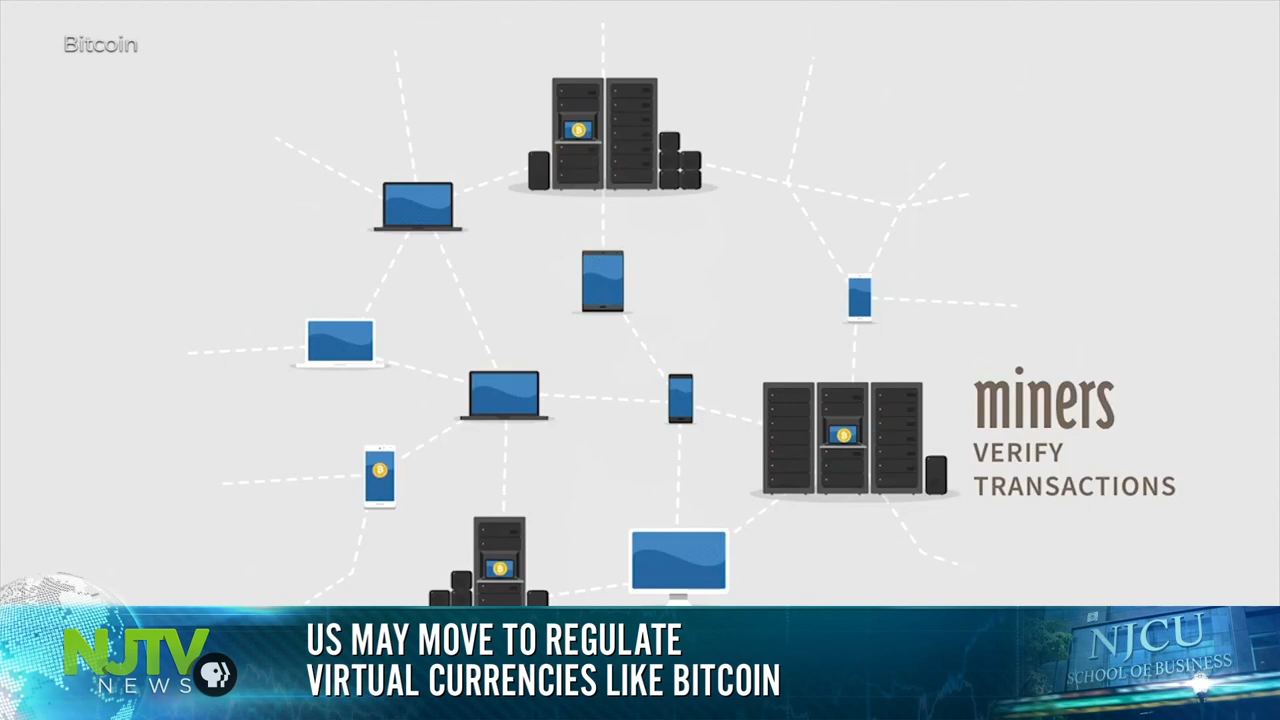 Bitcoin
miners
VERIFY
TRANSACTIONS
NJTV
NEWS
US MAY MOVE TO REGULATE
VIRTUAL CURRENCIES LIKE BITCOIN
NJCU
SCHOOL OF BUSINESS